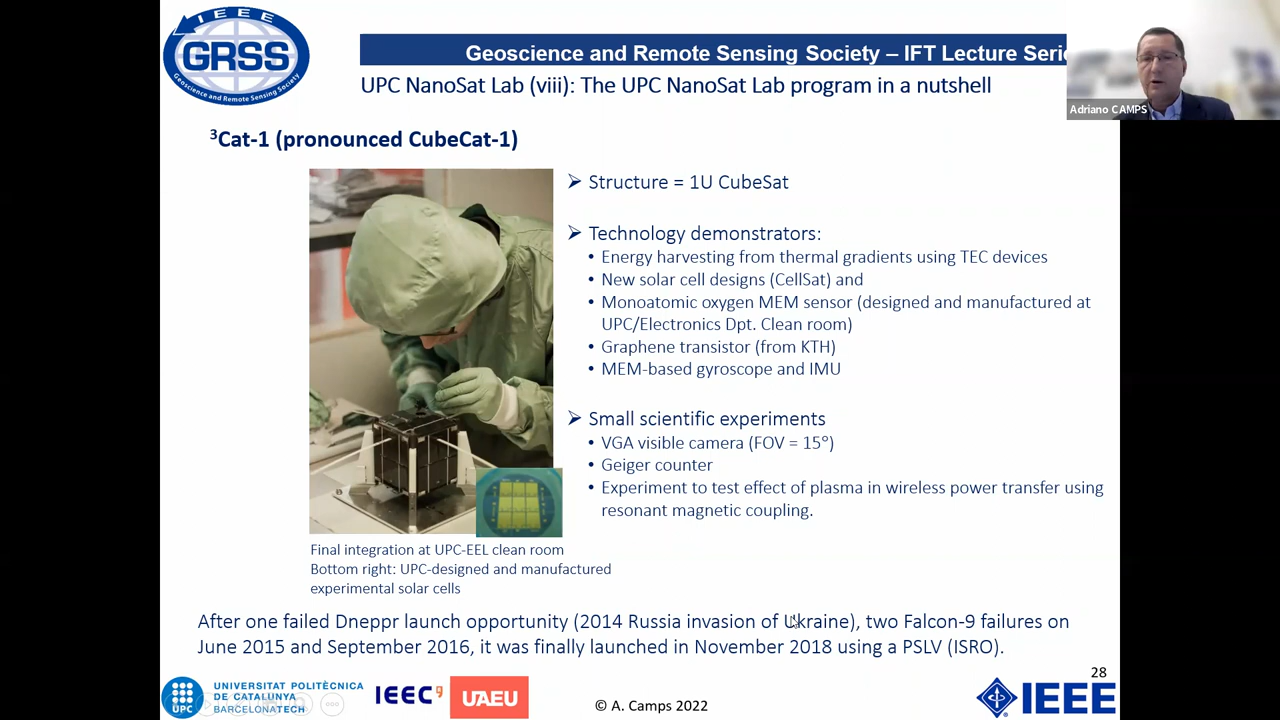 IEEE
GRSS
Geoscience and Remote Sensing Society
Geoscience and Remote Sensing Society – IFT Lecture
UPC NanoSat Lab (viii): The UPC NanoSat Lab program in a nutshell
Adriano CAMPS
³Cat-1 (pronounced CubeCat-1)
➢ Structure = 1U CubeSat
➢ Technology demonstrators:
• Energy harvesting from thermal gradients using TEC devices
• New solar cell designs (CellSat) and
• Monoatomic oxygen MEM sensor (designed and manufactured at
UPC/Electronics Dpt. Clean room)
• Graphene transistor (from KTH)
• MEM-based gyroscope and IMU
➢ Small scientific experiments
• VGA visible camera (FOV = 15°)
• Geiger counter
• Experiment to test effect of plasma in wireless power transfer using
resonant magnetic coupling.
Final integration at UPC-EEL clean room
Bottom right: UPC-designed and manufactured
experimental solar cells
After one failed Dneppr launch opportunity (2014 Russia invasion of Ukraine), two Falcon-9 failures on
June 2015 and September 2016, it was finally launched in November 2018 using a PSLV (ISRO).
28
UPC
UNIVERSITAT POLITÈCNICA
DE CATALUNYA
BARCELONATECH
IEEC
UAEU
© A. Camps 2022
IEEE